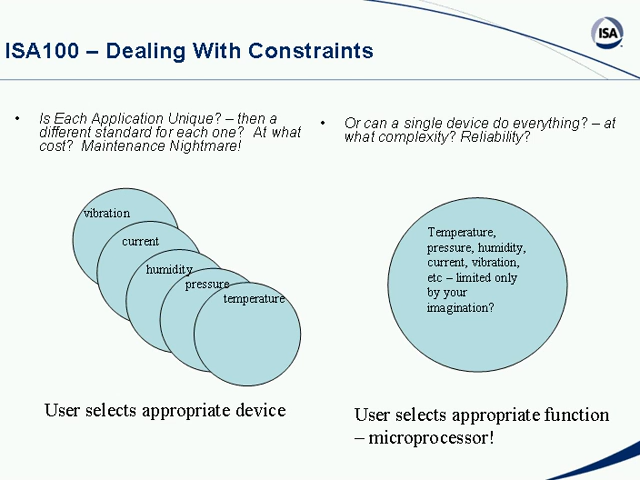 ISA100 – Dealing With Constraints
ISA
• Is Each Application Unique? – then a
different standard for each one?  At what
cost?  Maintenance Nightmare!
• Or can a single device do everything? – at
what complexity? Reliability?
vibration
current
humidity
pressure
temperature
Temperature,
pressure, humidity,
current, vibration,
etc – limited only
by your
imagination?
User selects appropriate device
User selects appropriate function
– microprocessor!